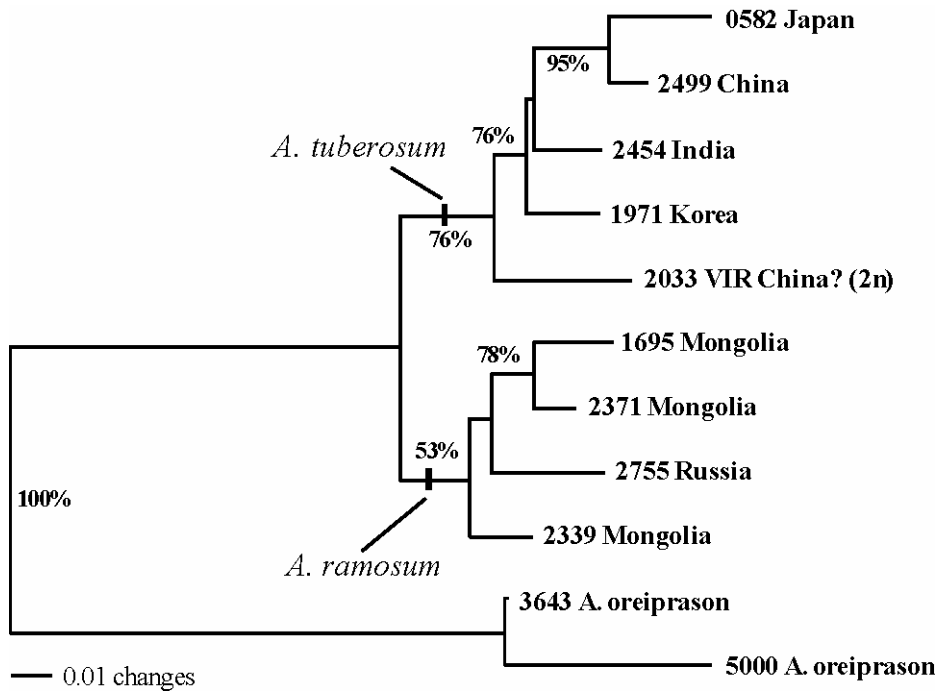 0582 Japan
95%
2499 China
76%
A. tuberosum
2454 India
1971 Korea
76%
2033 VIR China? (2n)
1695 Mongolia
78%
2371 Mongolia
53%
2755 Russia
100%
2339 Mongolia
A. ramosum
3643 A. oreiprason
5000 A. oreiprason
0.01 changes